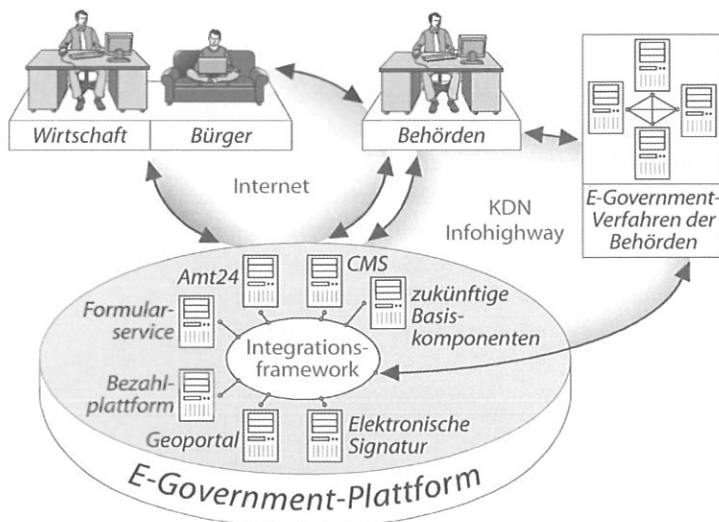 Wirtschaft
Bürger
Behörden
Internet
KDN
Infohighway
E-Government-
Verfahren der
Behörden
Amt24
CMS
Formular-
service
zukünftige
Basis-
komponenten
Integrations-
framework
Bezahl-
plattform
Geoportal
Elektronische
Signatur
E-Government-Plattform